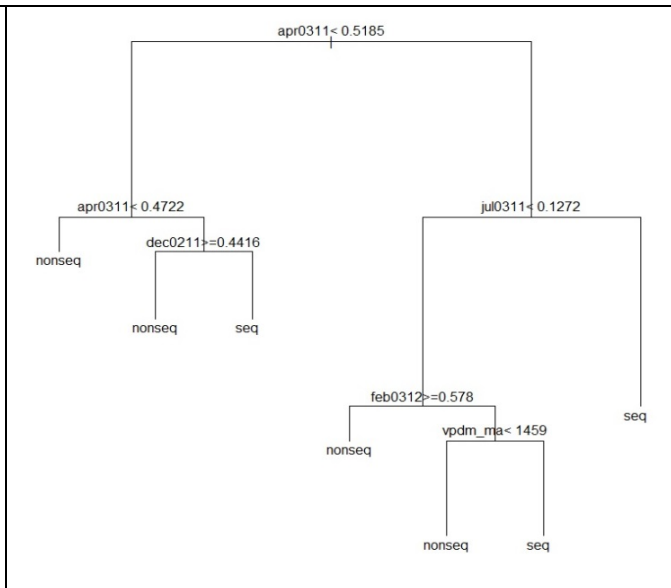 apr0311< 0.5185
apr0311< 0.4722
jul0311< 0.1272
nonseq
dec0211>=0.4416
nonseq
seq
feb0312>=0.578
seq
nonseq
vpdm_ma< 1459
nonseq
seq